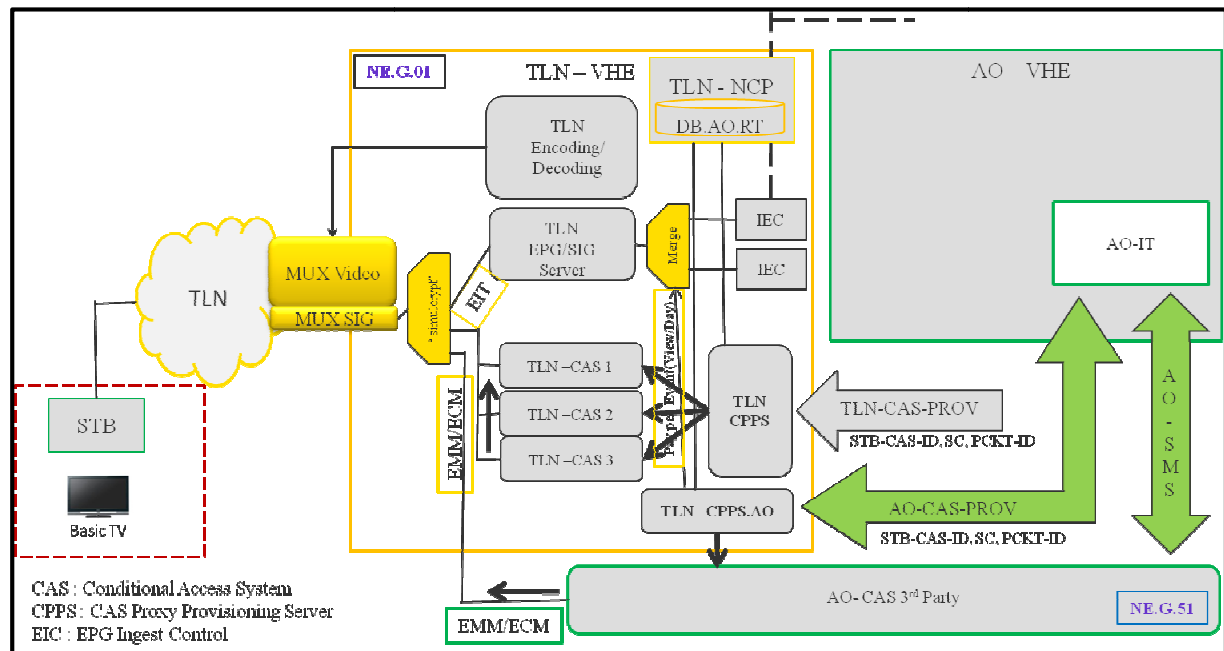 NE.G.01
TLN – VHE
TLN - NCP
DB.AO.RT
AO VHE
TLN
Encoding/
Decoding
TLN
EPG/SIG
Server
Merge
IEC
IEC
AO-IT
TLN
MUX Video
MUX SIG
"simulcrypt"
EIT
TLN –CAS 1
TLN –CAS 2
TLN –CAS 3
(View/Day)
TLN
CPPS
TLN-CAS-PROV
STB-CAS-ID, SC, PCKT-ID
AO-SMS
STB
Basic TV
EMM/ECM
TLN CPPS.AO
AO-CAS-PROV
STB-CAS-ID, SC, PCKT-ID
AO- CAS 3rd Party
NE.G.51
EMM/ECM
CAS : Conditional Access System
CPPS : CAS Proxy Provisioning Server
EIC : EPG Ingest Control